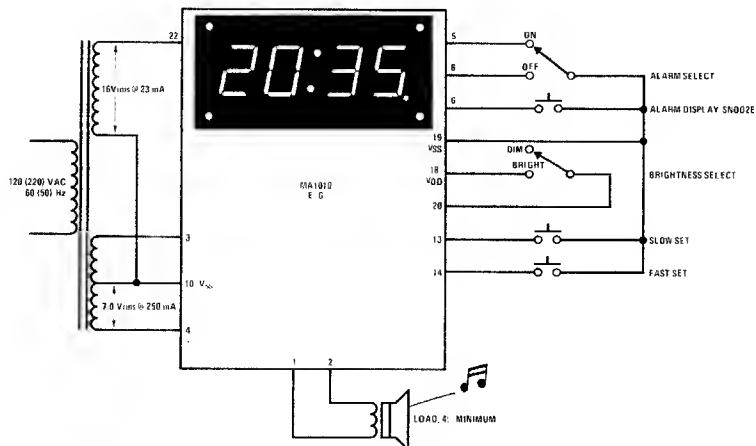 22
20:35
5
ON
6
OFF
ALARM SELECT
6
ALARM DISPLAY SNOOZE
16VRMS @ 23 mA
19
VSS
DIM
18
BRIGHT
VDD
BRIGHTNESS SELECT
20
120 (220) VAC
60 (50) Hz
MA1010
E G
3
13
SLOW SET
10 VSS
14
FAST SET
7.0 VRMS @ 250 mA
4
1 2
LOAD, 4: MINIMUM